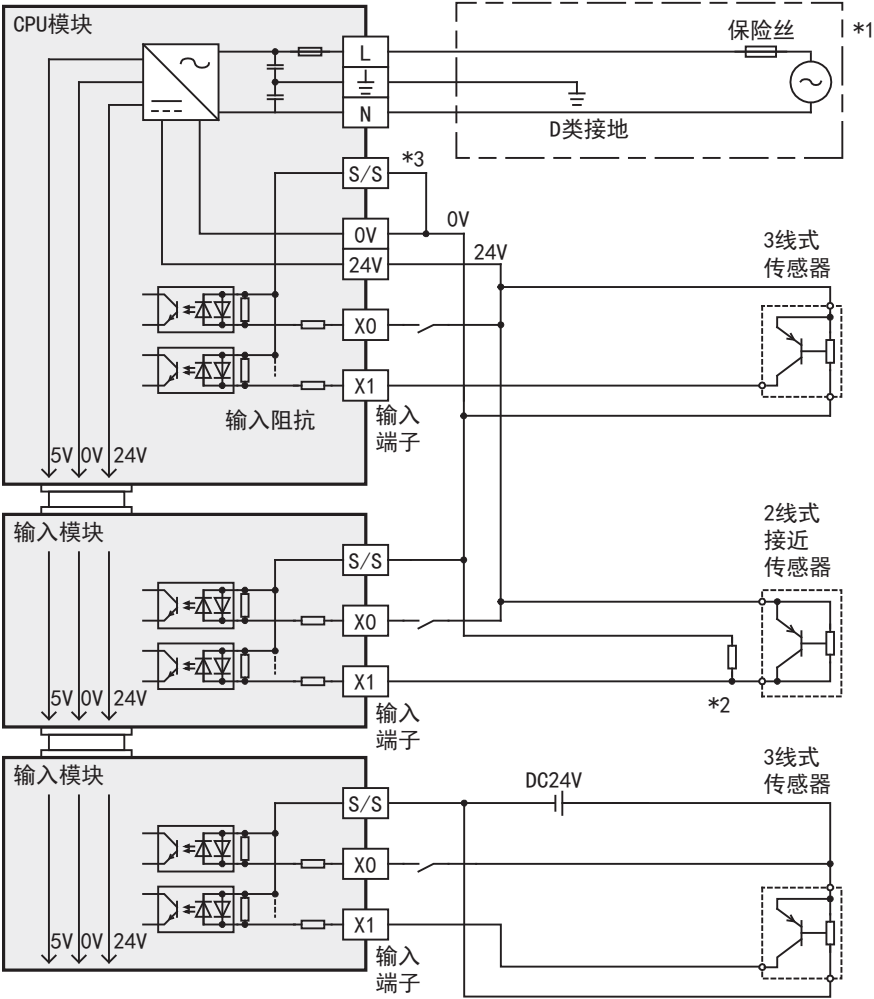 CPU模块
保险丝
*1
L
N
D类接地
*3
S/S
0V
0V
24V
24V
3线式
传感器
X0
X1
输入阻抗
输入
端子
5V 0V 24V
输入模块
S/S
2线式
接近
传感器
X0
X1
*2
5V 0V 24V
输入
端子
输入模块
3线式
传感器
DC24V
S/S
X0
X1
5V 0V 24V
输入
端子